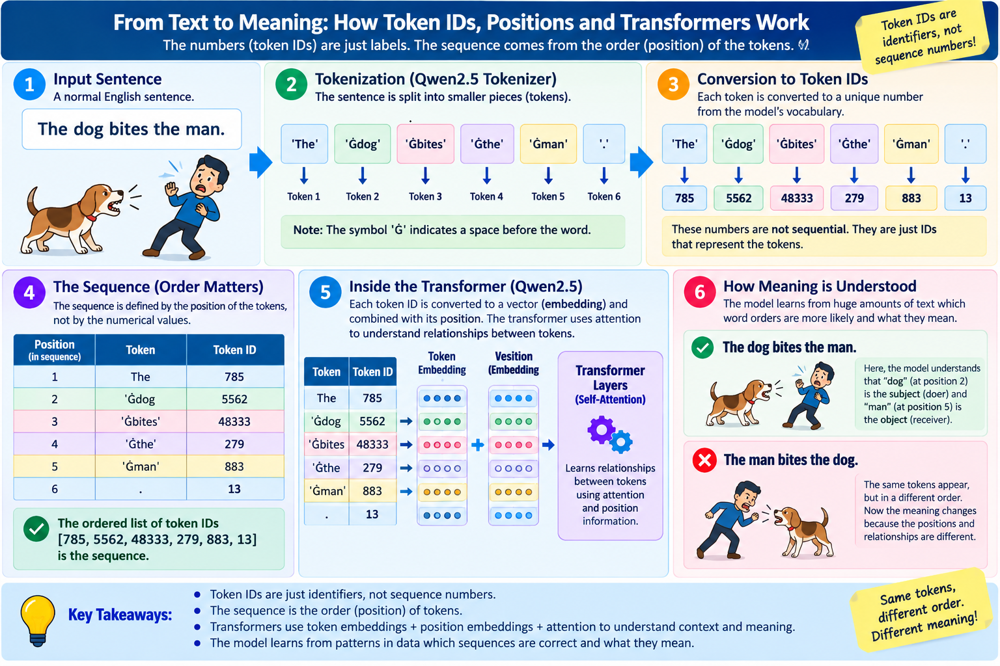 From Text to Meaning: How Token IDs, Positions and Transformers Work
The numbers (token IDs) are just labels. The sequence comes from the order (position) of the tokens.
Token IDs are
identifiers, not
sequence numbers!
1
Input Sentence
A normal English sentence.
The dog bites the man.
2
Tokenization (Qwen2.5 Tokenizer)
The sentence is split into smaller pieces (tokens).
'The' 'Ġdog' 'Ġbites' 'Ġthe' 'Ġman' '.'
Token 1 Token 2 Token 3 Token 4 Token 5 Token 6
Note: The symbol 'Ġ' indicates a space before the word.
3
Conversion to Token IDs
Each token is converted to a unique number
from the model's vocabulary.
'The' 'Ġdog' 'Ġbites' 'Ġthe' 'Ġman' '.'
785 5562 48333 279 883 13
These numbers are not sequential. They are just IDs
that represent the tokens.
4
The Sequence (Order Matters)
The sequence is defined by the position of the tokens,
not by the numerical values.
Position
(in sequence)
Token Token ID
1 The 785
2 'Ġdog 5562
3 'Ġbites' 48333
4 'Ġthe' 279
5 'Ġman' 883
6 . 13
The ordered list of token IDs
[785, 5562, 48333, 279, 883, 13]
is the sequence.
5
Inside the Transformer (Qwen2.5)
Each token ID is converted to a vector (embedding) and
combined with its position. The transformer uses attention
to understand relationships between tokens.
Token Token ID
Token
Embedding
Vesition
(Embedding
The 785
'Ġdog 5562
'Ġbites 48333
'Ġthe 279
'Ġman' 883
. 13
+
Transformer
Layers
(Self-Attention)
Learns relationships
between tokens
using attention
and position
information.
6
How Meaning is Understood
The model learns from huge amounts of text which
word orders are more likely and what they mean.
The dog bites the man.
Here, the model understands
that “dog” (at position 2)
is the subject (doer) and
“man” (at position 5) is
the object (receiver).
The man bites the dog.
The same tokens appear,
but in a different order.
Now the meaning changes
because the positions and
relationships are different.
Key Takeaways:
• Token IDs are just identifiers, not sequence numbers.
• The sequence is the order (position) of tokens.
• Transformers use token embeddings + position embeddings + attention to understand context and meaning.
• The model learns from patterns in data which sequences are correct and what they mean.
Same tokens,
different order.
Different meaning!